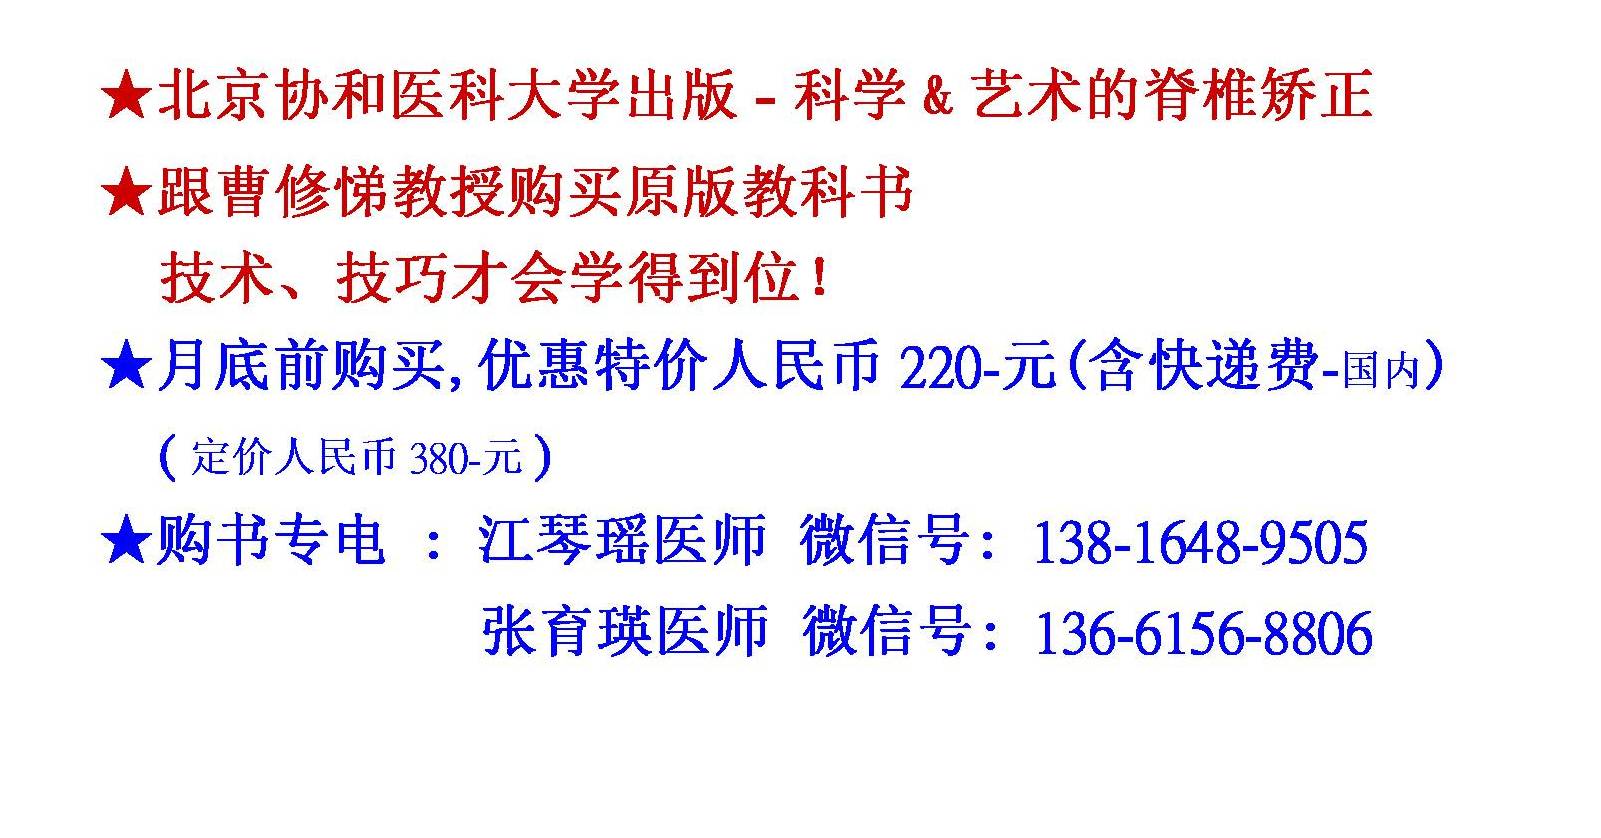 ★北京协和医科大学出版 - 科学 & 艺术的脊椎矫正
★跟曹修悌教授购买原版教科书
技术、技巧才会学得到位！
★月底前购买, 优惠特价人民币 220-元(含快递费-国内)
( 定价人民币 380-元 )
★购书专电 ：江琴瑶医师 微信号：138-1648-9505
张育瑛医师 微信号：136-6156-8806